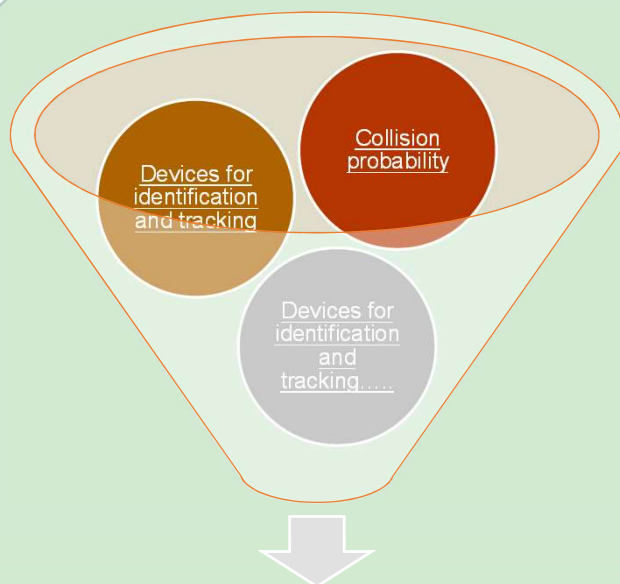 Devices for
identification
and tracking
Collision
probability
Devices for
identification
and
tracking.....